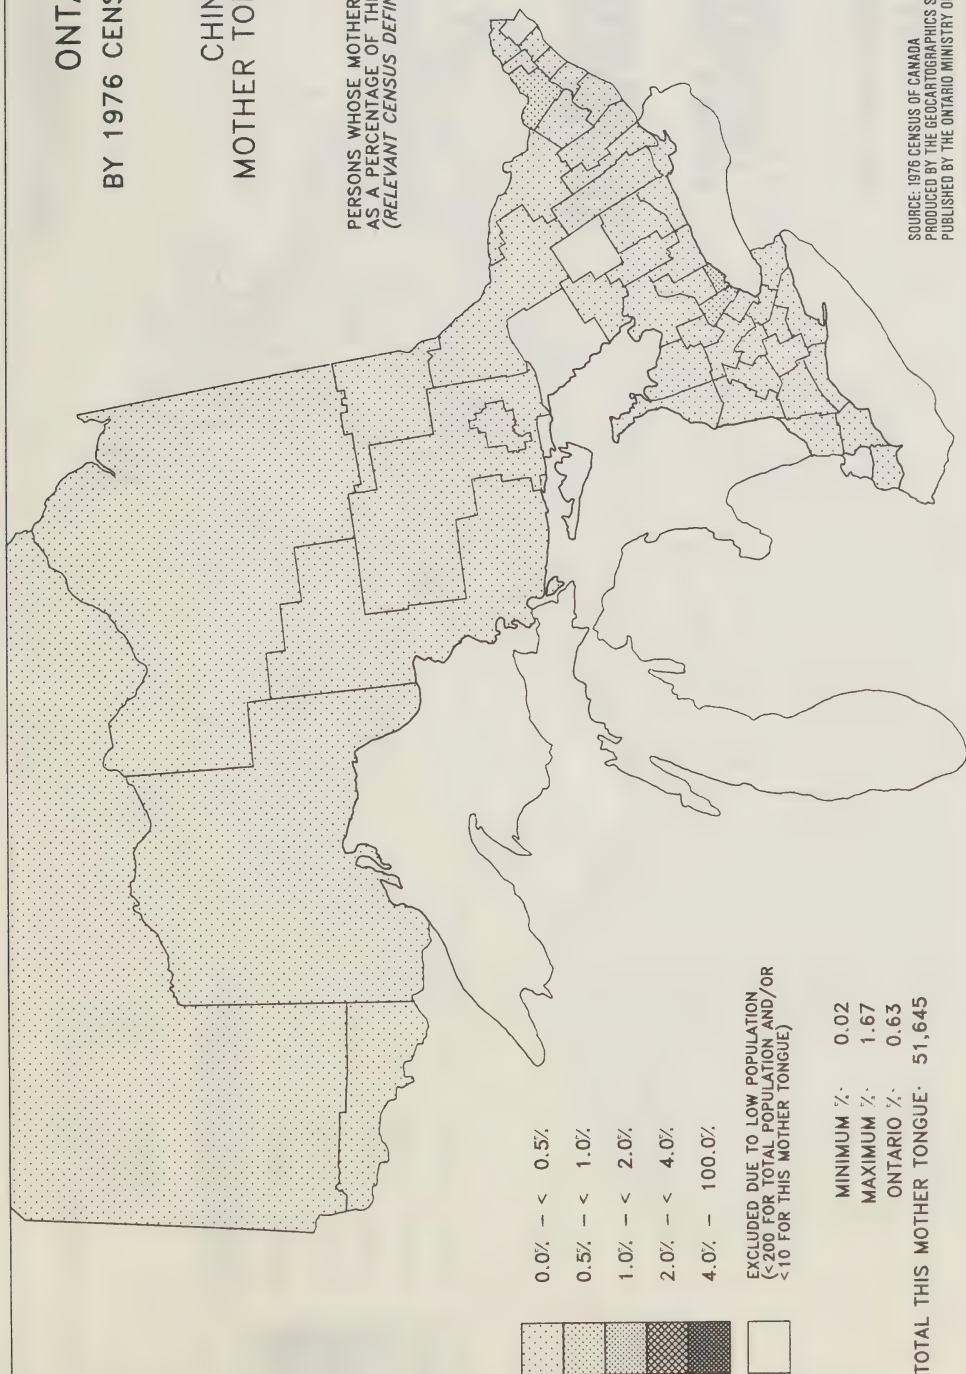 ONTA
BY 1976 CENS
CHIN
MOTHER TO
PERSONS WHOSE MOTHER
AS A PERCENTAGE OF THE
(RELEVANT CENSUS DEFIN
0.0% - < 0.5%
0.5% - < 1.0%
1.0% - < 2.0%
2.0% - < 4.0%
4.0% - 100.0%
EXCLUDED DUE TO LOW POPULATION
(<200 FOR TOTAL POPULATION AND/OR
<10 FOR THIS MOTHER TONGUE)
MINIMUM %· 0.02
MAXIMUM %· 1.67
ONTARIO %· 0.63
TOTAL THIS MOTHER TONGUE· 51,645
SOURCE: 1976 CENSUS OF CANADA
PRODUCED BY THE GEOCARTOGRAPHICS S
PUBLISHED BY THE ONTARIO MINISTRY O